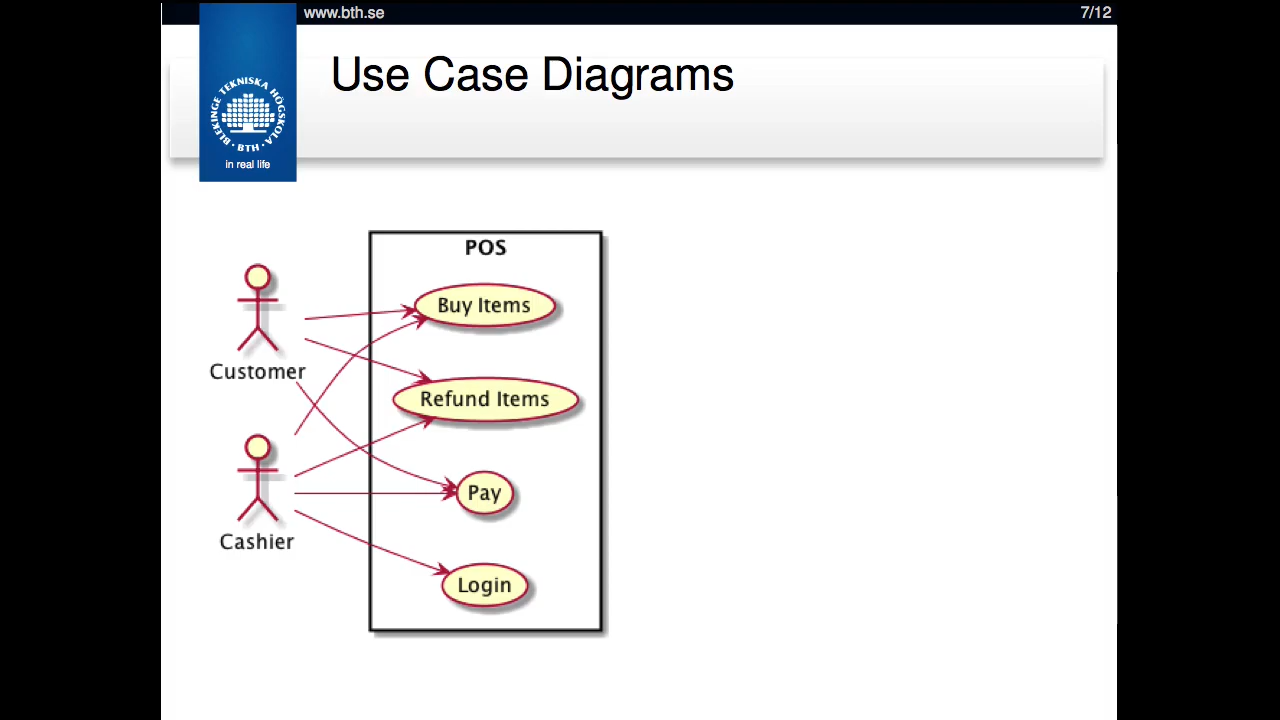 www.bth.se
7/12
Use Case Diagrams
BLEKINGE TEKNISKA HÖGSKOLA
· BTH ·
in real life
POS
Buy Items
Customer
Refund Items
Pay
Cashier
Login